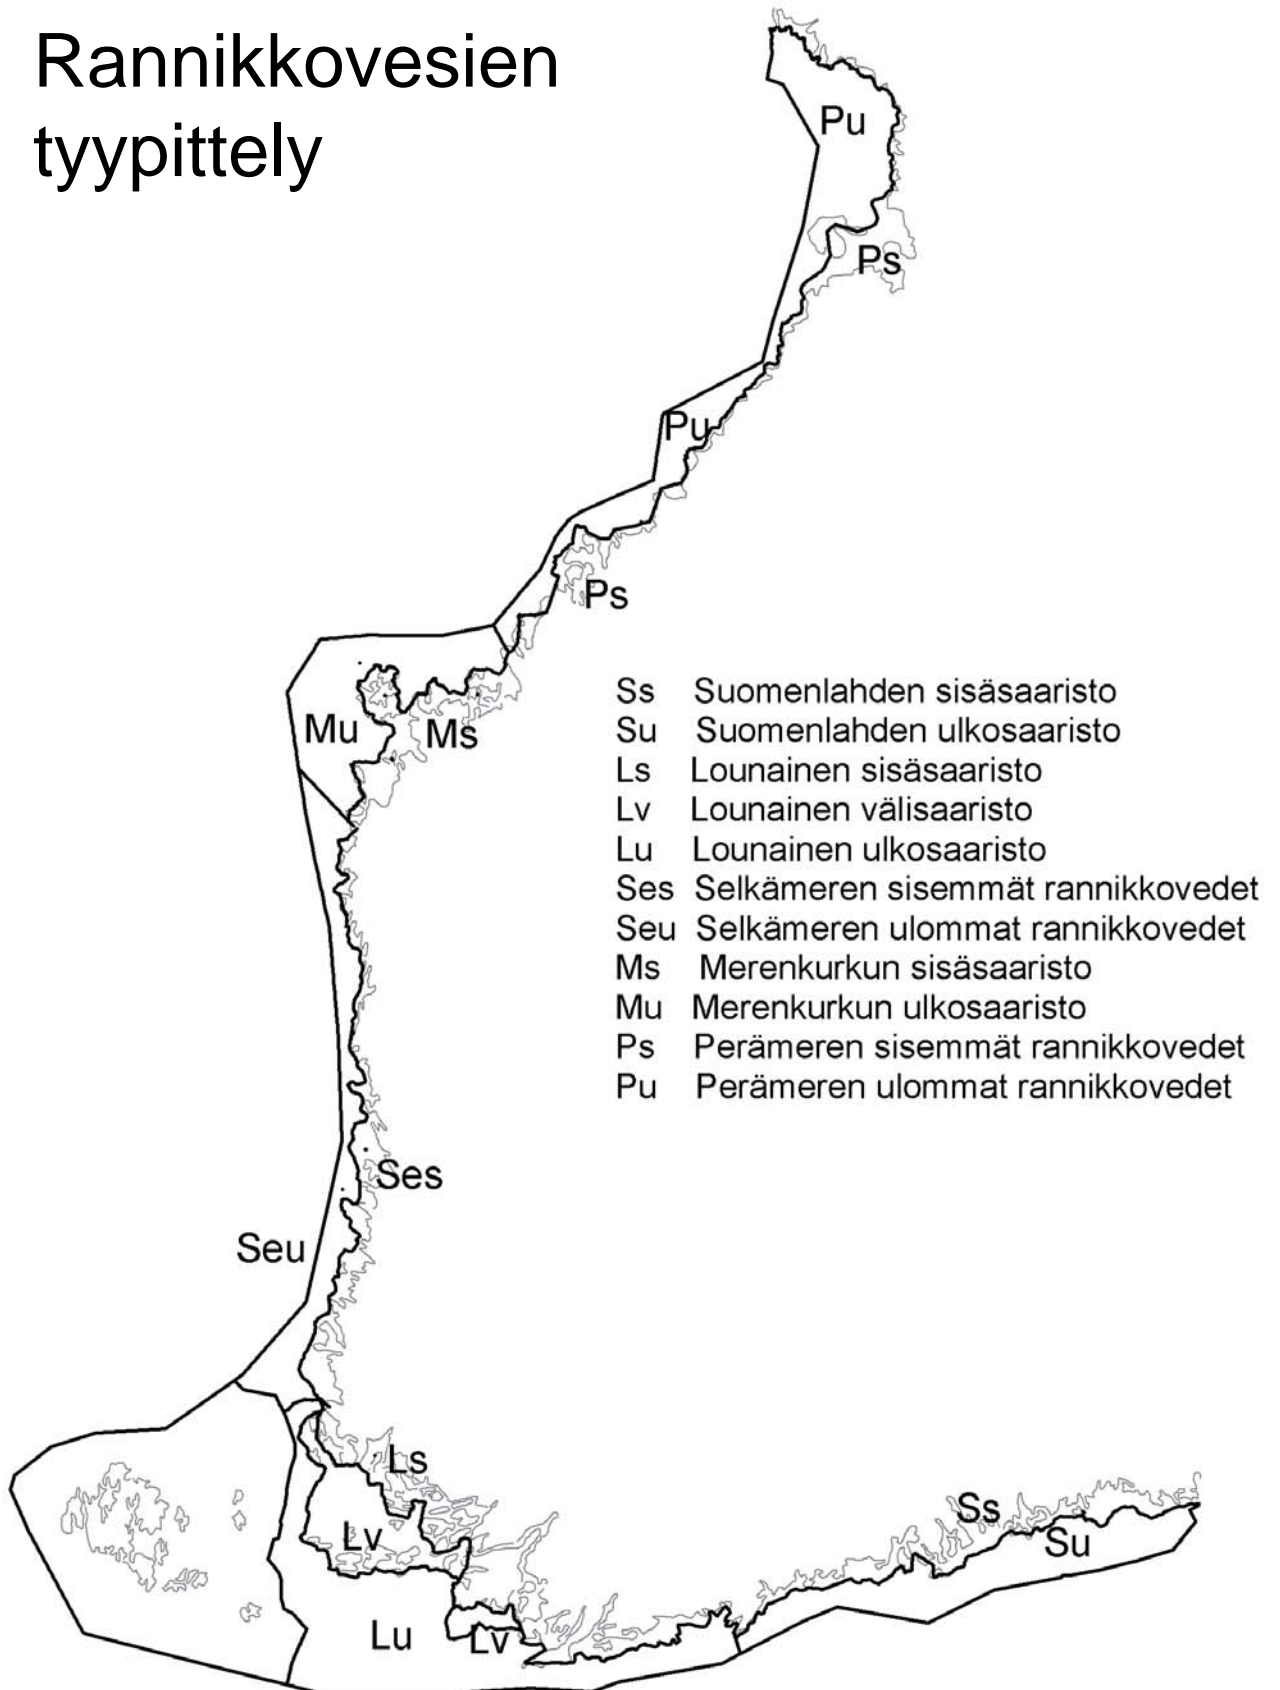 Rannikkovesien
tyypittely
Pu
Ps
Pu
Ps
Mu
Ms
Ss Suomenlahden sisäsaaristo
Su Suomenlahden ulkosaaristo
Ls Lounainen sisäsaaristo
Lv Lounainen välisaaristo
Lu Lounainen ulkosaaristo
Ses Selkämeren sisemmät rannikkovedet
Seu Selkämeren ulommat rannikkovedet
Ms Merenkurkun sisäsaaristo
Mu Merenkurkun ulkosaaristo
Ps Perämeren sisemmät rannikkovedet
Pu Perämeren ulommat rannikkovedet
Ses
Seu
Ls
Ss
Lv
Su
Lu
Lv